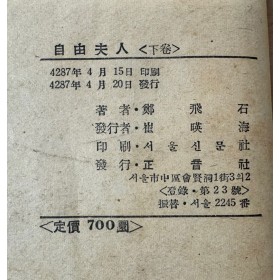 自由夫人<下卷>
4287年 4月 15日 印刷
4287年 4月 20日 發行
著者・鄭飛石
發行者・崔暎海
印刷・서울신문社
發行・正音社
서울市中區會賢洞1街3의2
<登錄・第23號>
振替・서울 2245番
<定價 700圜>